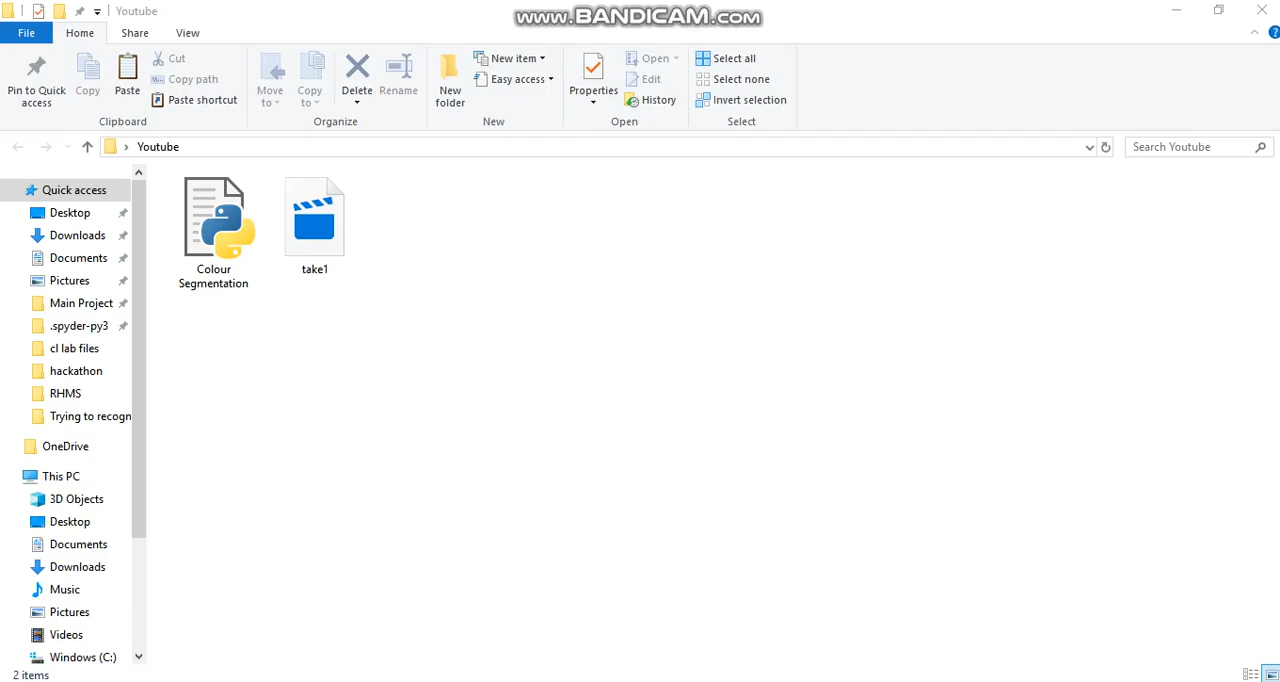 Youtube
www.BANDICAM.com
File
Home
Share
View
Pin to Quick access
Copy
Paste
Cut
Copy path
Paste shortcut
Clipboard
Move to
Copy to
Delete
Rename
Organize
New folder
New item
Easy access
New
Properties
Open
Edit
History
Open
Select all
Select none
Invert selection
Select
Youtube
Search Youtube
Quick access
Desktop
Downloads
Documents
Pictures
Main Project
.spyder-py3
cl lab files
hackathon
RHMS
Trying to recogn
OneDrive
This PC
3D Objects
Desktop
Documents
Downloads
Music
Pictures
Videos
Windows (C:)
Colour
Segmentation
take1
2 items